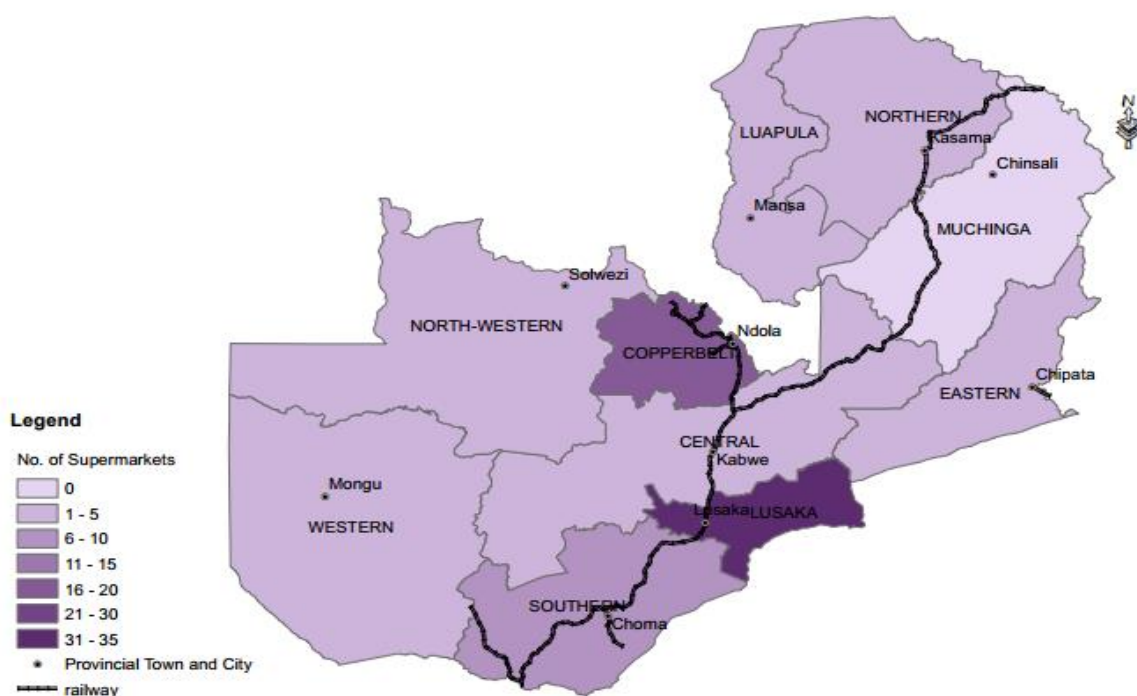 N
NORTHERN
LUAPULA
Kasama
Chinsali
Mansa
MUCHINGA
Solwezi
NORTH-WESTERN
Ndola
COPPERBELT
Chipata
EASTERN
CENTRAL
Kabwe
Mongu
WESTERN
Lusaka
LUSAKA
SOUTHERN
Choma
Legend
No. of Supermarkets
0
1 - 5
6 - 10
11 - 15
16 - 20
21 - 30
31 - 35
Provincial Town and City
railway